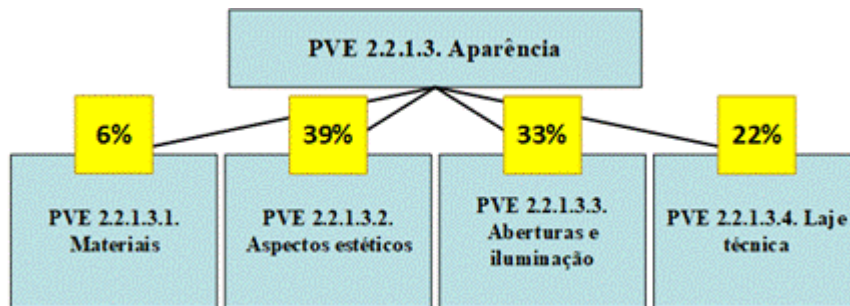 PVE 2.2.1.3. Aparência
6%
39%
33%
22%
PVE 2.2.1.3.1.
Materiais
PVE 2.2.1.3.2.
Aspectos estéticos
PVE 2.2.1.3.3.
Aberturas e
iluminação
PVE 2.2.1.3.4. Laje
técnica